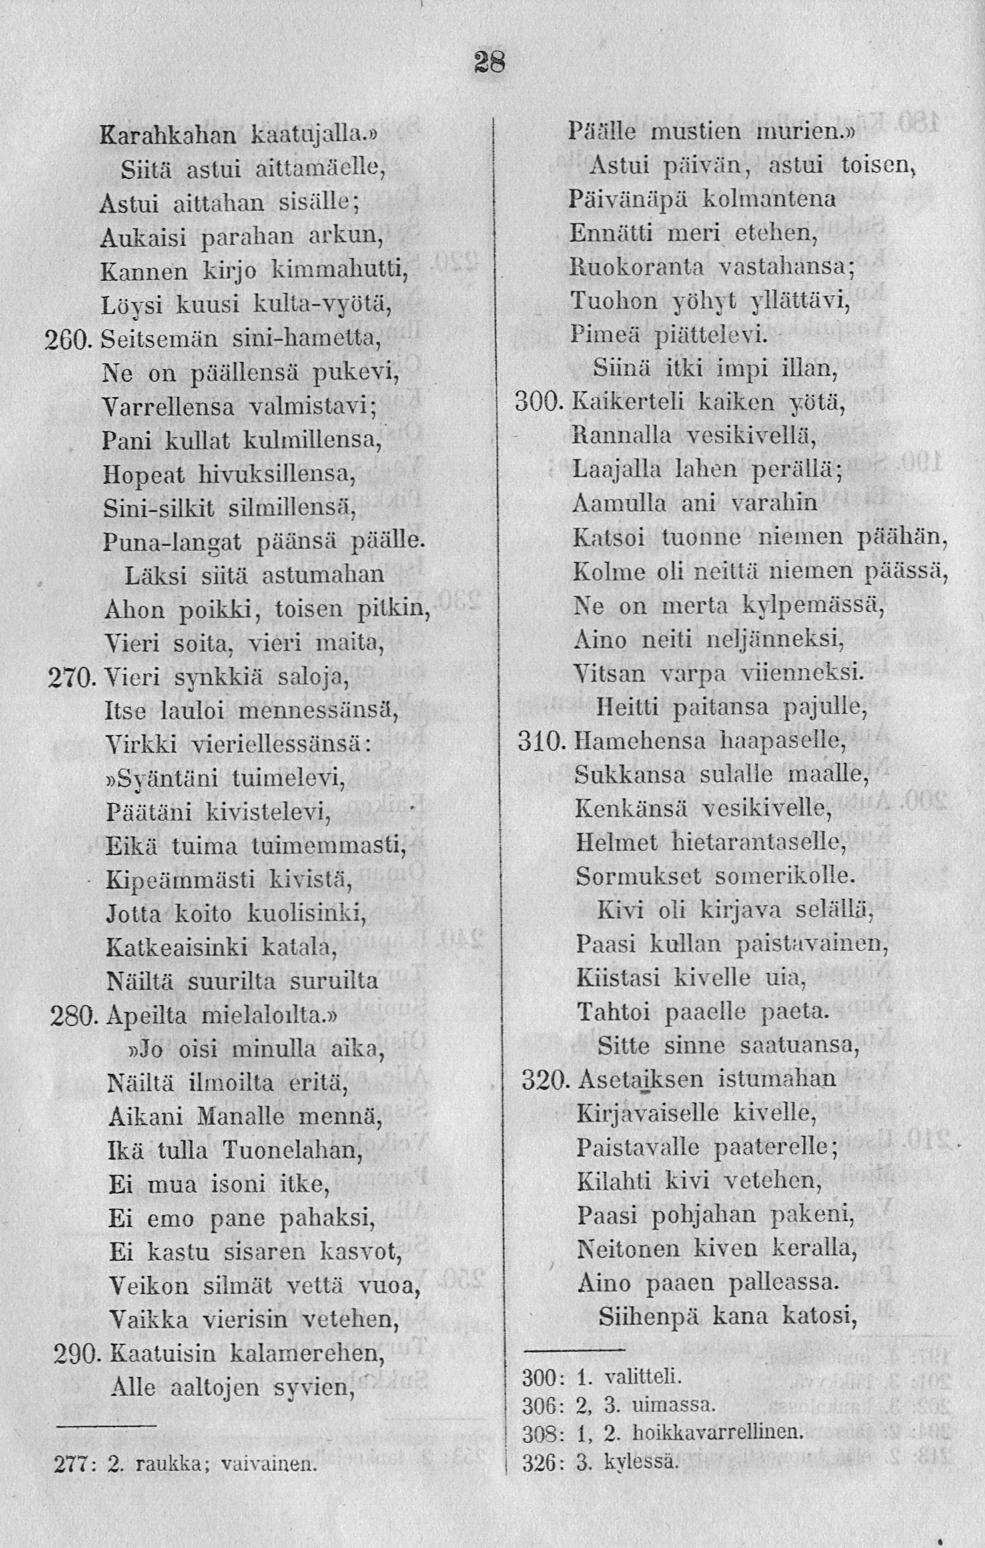 28
Karahkahan kaatujalla.»
Siitä astui aittamäelle,
Astui aittahan sisälle;
Aukaisi parahan arkun,
Kannen kirjo kimmahutti,
Löysi kuusi kulta-vyötä,
260. Seitsemän sini-hametta,
Ne on päällensä pukevi,
Varrellensa valmistavi;
Pani kullat kulmillensa,
Hopeat hivuksillensa,
Sini-silkit silmillensä,
Puna-langat päänsä päälle.
Läksi siitä astumahan
Ahon poikki, toisen pitkin,
Vieri soita, vieri maita,
270. Vieri synkkiä saloja,
Itse lauloi mennessänsä,
Virkki vieriellessänsä:
»Syäntäni tuimelevi,
Päätäni kivistelevi,
Eikä tuima tuimemmasti,
Kipeämmästi kivistä,
Jotta koito kuolisinki,
Katkeaisinki katala,
Näiltä suurilta suruilta
280. Apeilta mielaloilta.»
»Jo oisi minulla aika,
Näiltä ilmoilta eritä,
Aikani Manalle mennä,
Ikä tulla Tuonelahan,
Ei mua isoni itke,
Ei emo pane pahaksi,
Ei kastu sisaren kasvot,
Veikon silmät vettä vuoa,
Vaikka vierisin vetehen,
290. Kaatuisin kalamerehen,
Alle aaltojen syvien,
277: 2. raukka; vaivainen.
Päälle mustien murien.»
Astui päivän, astui toisen,
Päivänäpä kolmantena
Ennätti meri etehen,
Ruokoranta vastahansa;
Tuohon yöhyt yllättävi,
Pimeä piättelevi.
Siinä itki impi illan,
300. Kaikerteli kaiken yötä,
Rannalla vesikivellä,
Laajalla lahen perällä;
Aamulla ani varahin
Katsoi tuonne niemen päähän,
Kolme oli neittä niemen päässä,
Ne on merta kylpemässä,
Aino neiti neljänneksi,
Vitsan varpa viienneksi.
Heitti paitansa pajulle,
310. Hamehensa haapaselle,
Sukkansa sulalle maalle,
Kenkänsä vesikivelle,
Helmet hietarantaselle,
Sormukset somerikolle.
Kivi oli kirjava selällä,
Paasi kullan paistavainen,
Kiistasi kivelle uia,
Tahtoi paaelle paeta.
Sitte sinne saatuansa,
320. Asetaiksen istumahan
Kirjavaiselle kivelle,
Paistavalle paaterelle;
Kilahti kivi vetehen,
Paasi pohjahan pakeni,
Neitonen kiven keralla,
Aino paaen palleassa.
Siihenpä kana katosi,
300: 1. valitteli.
306: 2, 3. uimassa.
308: 1, 2. hoikkavarrellinen.
326: 3. kylessä.